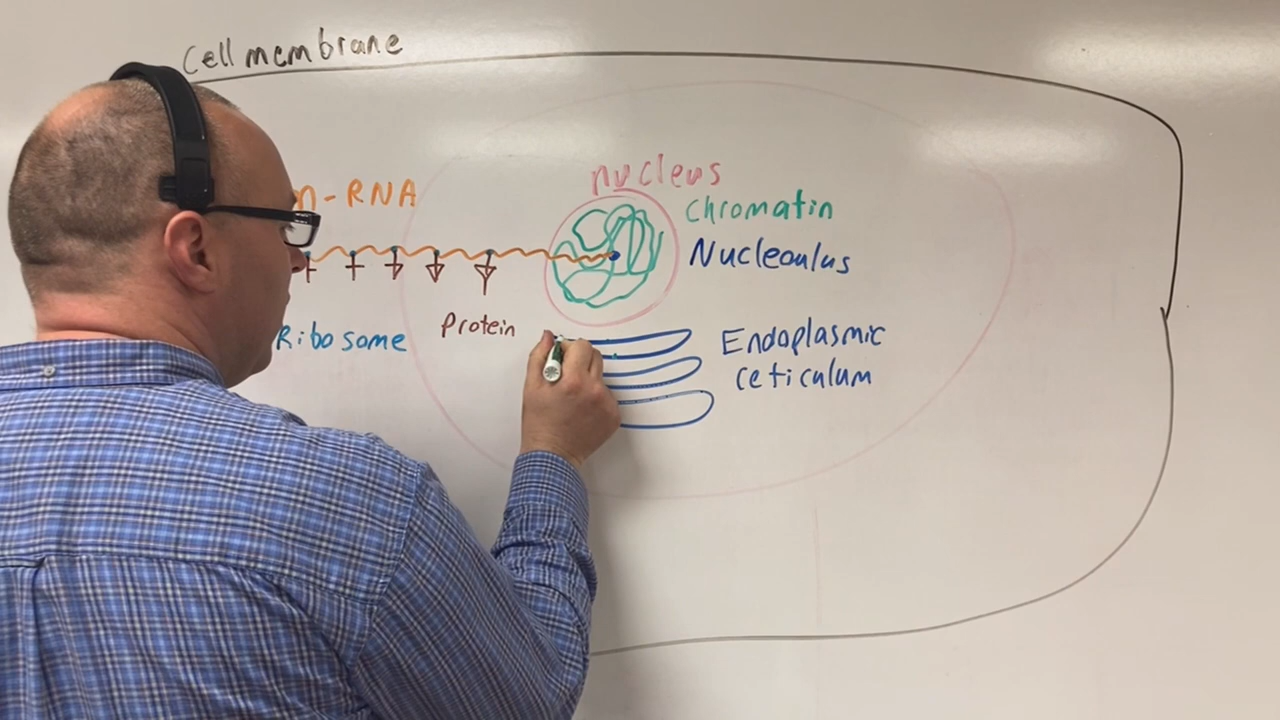 Cell membrane
nucleus
m-RNA
Chromatin
Nucleoulus
Protein
Ribosome
Endoplasmic
ceticulum